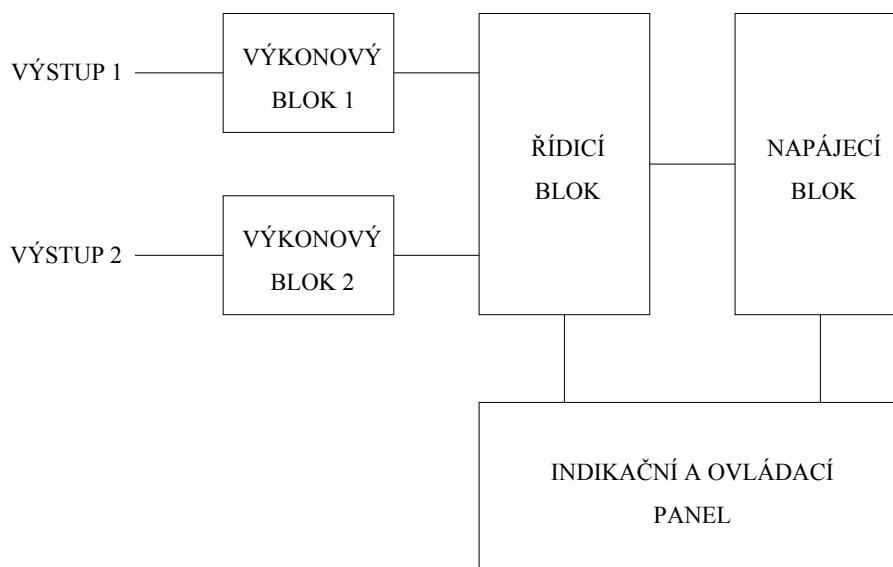 VÝSTUP 1
VÝKONOVÝ
BLOK 1
VÝSTUP 2
VÝKONOVÝ
BLOK 2
ŘÍDICÍ
BLOK
NAPÁJECÍ
BLOK
INDIKAČNÍ A OVLÁDACÍ
PANEL